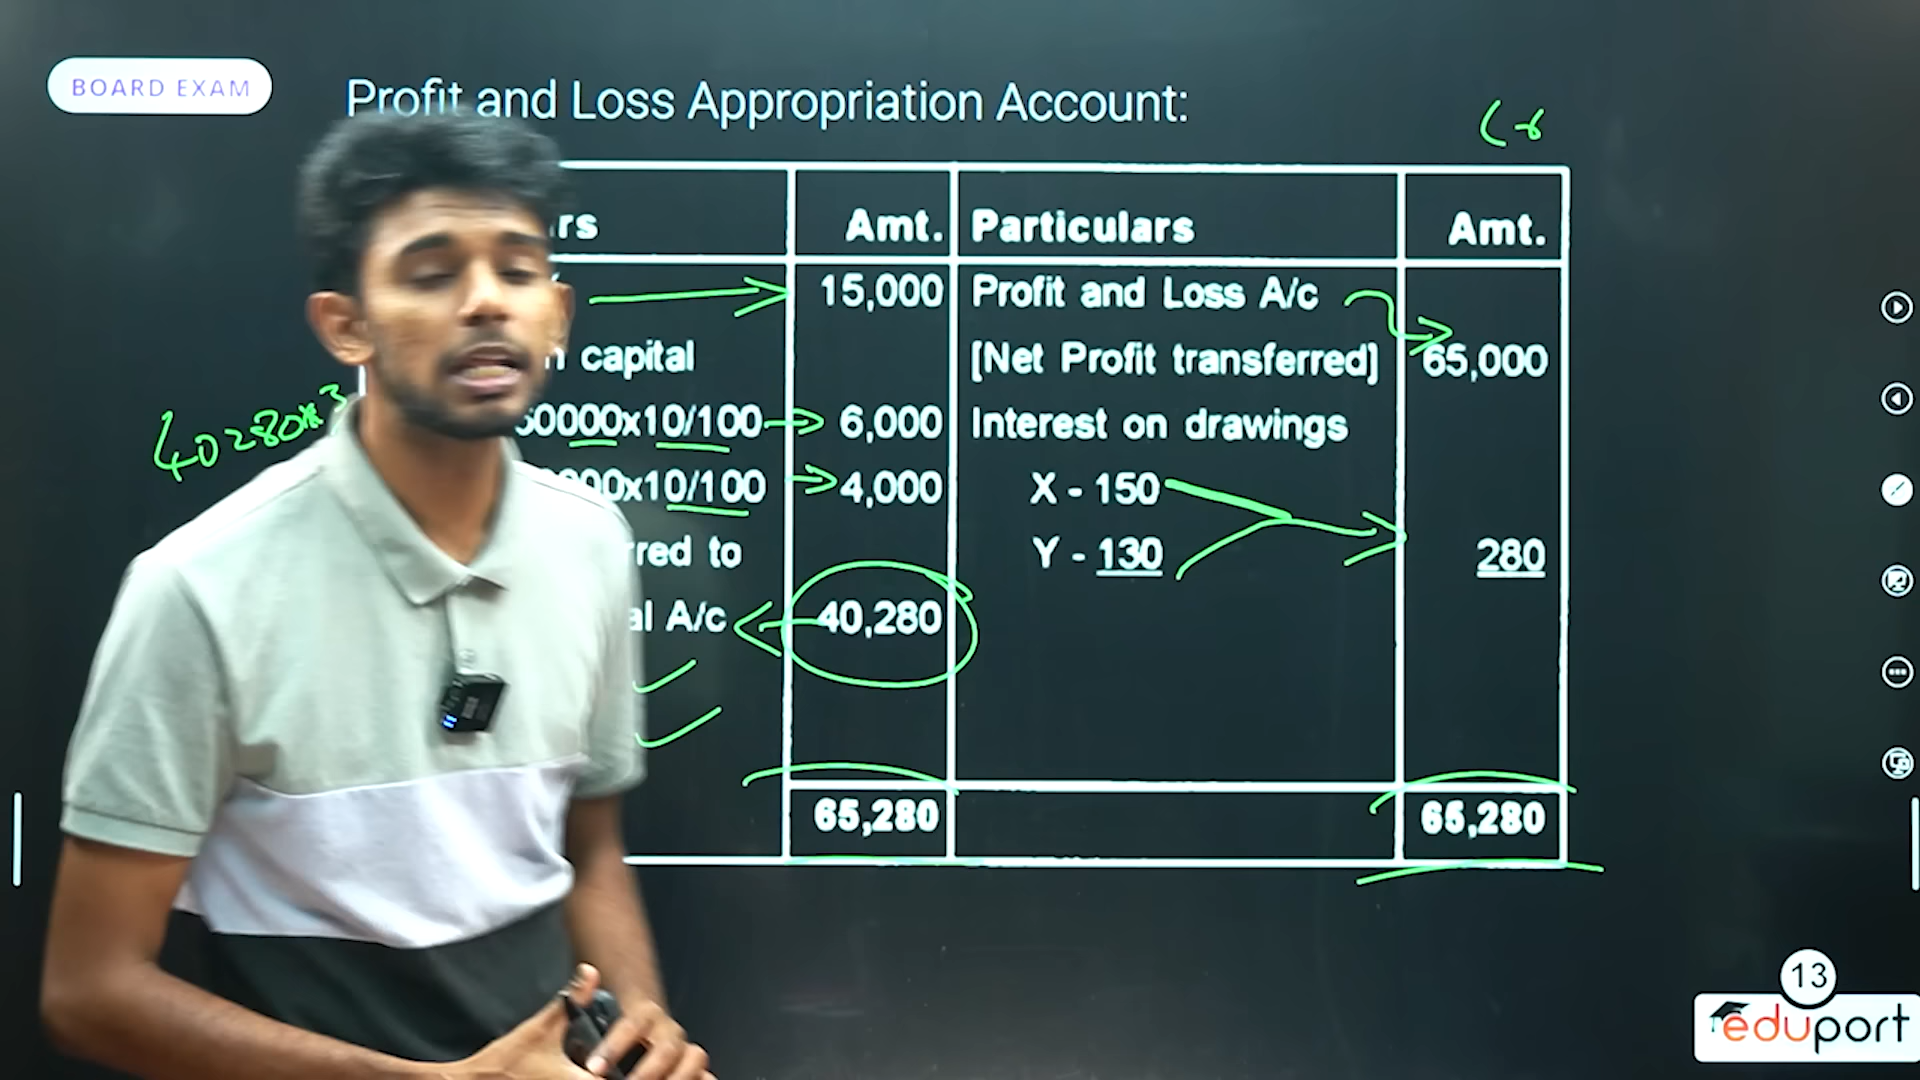 BOARD EXAM
Profit and Loss Appropriation Account:
Amt. Particulars Amt.
15,000 Profit and Loss A/c
capital [Net Profit transferred] 65,000
x10/100 6,000 Interest on drawings
x10/100 4,000 X - 150
to Y - 130 280
A/c 40,280
65,280 65,280
13
eduport